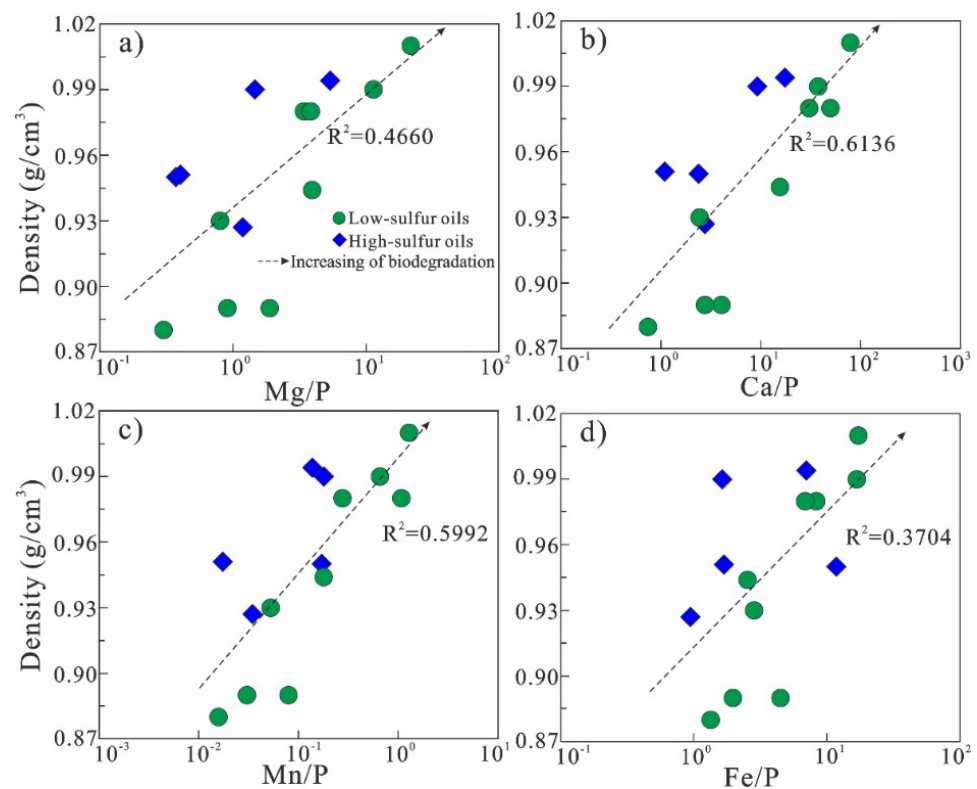 1.02
0.99
0.96
0.93
0.90
0.87
Density (g/cm³)
a)
R²=0.4660
Low-sulfur oils
High-sulfur oils
Increasing of biodegradation
10⁻¹ 10⁰ 10¹ 10²
Mg/P
1.02
0.99
0.96
0.93
0.90
0.87
b)
R²=0.6136
10⁻¹ 10⁰ 10¹ 10² 10³
Ca/P
1.02
0.99
0.96
0.93
0.90
0.87
Density (g/cm³)
c)
R²=0.5992
10⁻³ 10⁻² 10⁻¹ 10⁰ 10¹
Mn/P
1.02
0.99
0.96
0.93
0.90
0.87
d)
R²=0.3704
10⁻¹ 10⁰ 10¹ 10²
Fe/P